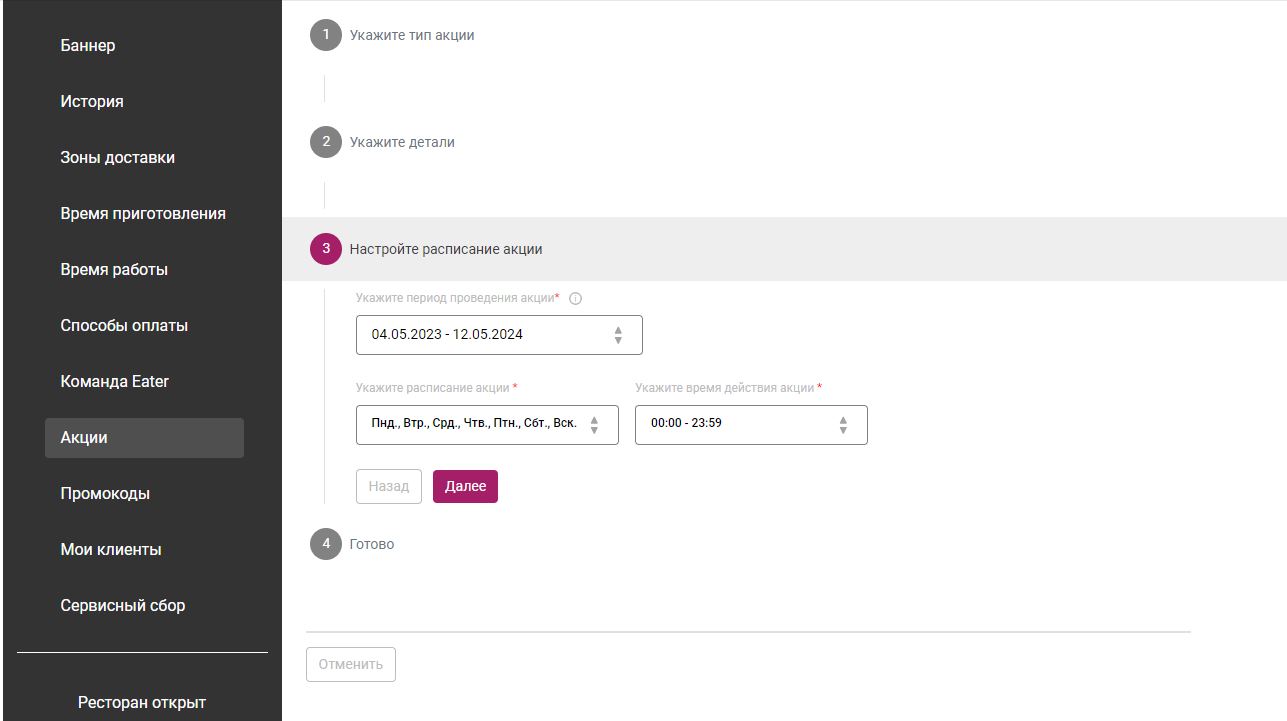 Баннер
История
Зоны доставки
Время приготовления
Время работы
Способы оплаты
Команда Eater
Акции
Промокоды
Мои клиенты
Сервисный сбор
Ресторан открыт
1 Укажите тип акции
2 Укажите детали
3 Настройте расписание акции
Укажите период проведения акции*
04.05.2023 - 12.05.2024
Укажите расписание акции * Укажите время действия акции *
Пнд., Втр., Срд., Чтв., Птн., Сбт., Вск. 00:00 - 23:59
Назад Далее
4 Готово
Отменить